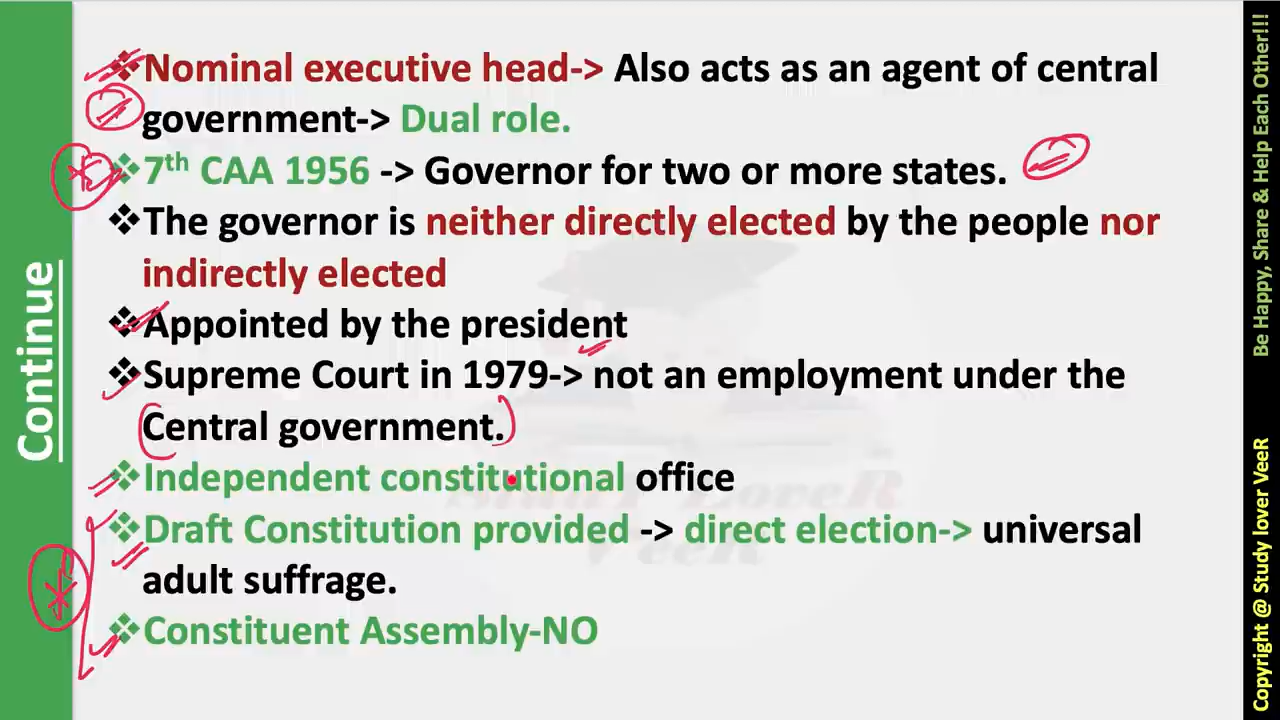 Continue
❖Nominal executive head-> Also acts as an agent of central
government-> Dual role.
❖7th CAA 1956 -> Governor for two or more states.
❖The governor is neither directly elected by the people nor
indirectly elected
❖Appointed by the president
❖Supreme Court in 1979-> not an employment under the
Central government.
❖Independent constitutional office
❖Draft Constitution provided -> direct election-> universal
adult suffrage.
❖Constituent Assembly-NO
Study LoveR
VeeR
Be Happy, Share & Help Each Other!!!
Copyright @ Study lover VeeR